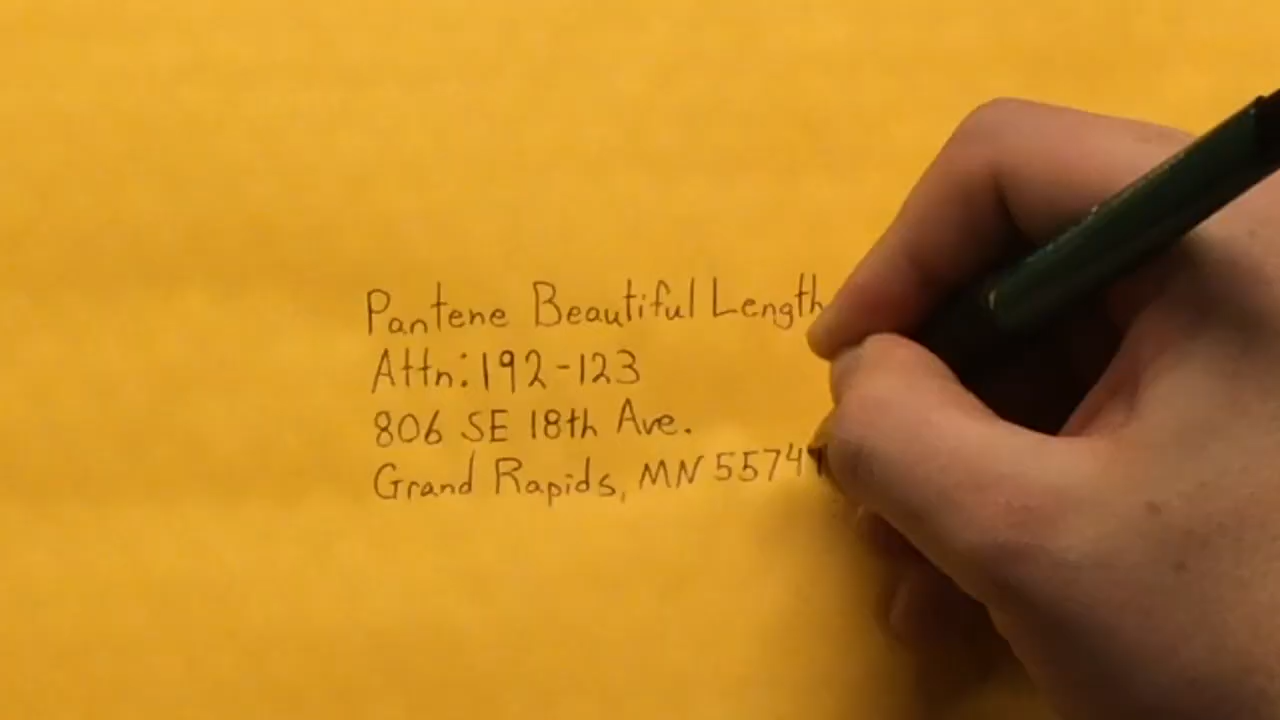 Pantene Beautiful Length
Attn: 192-123
806 SE 18th Ave.
Grand Rapids, MN 5574